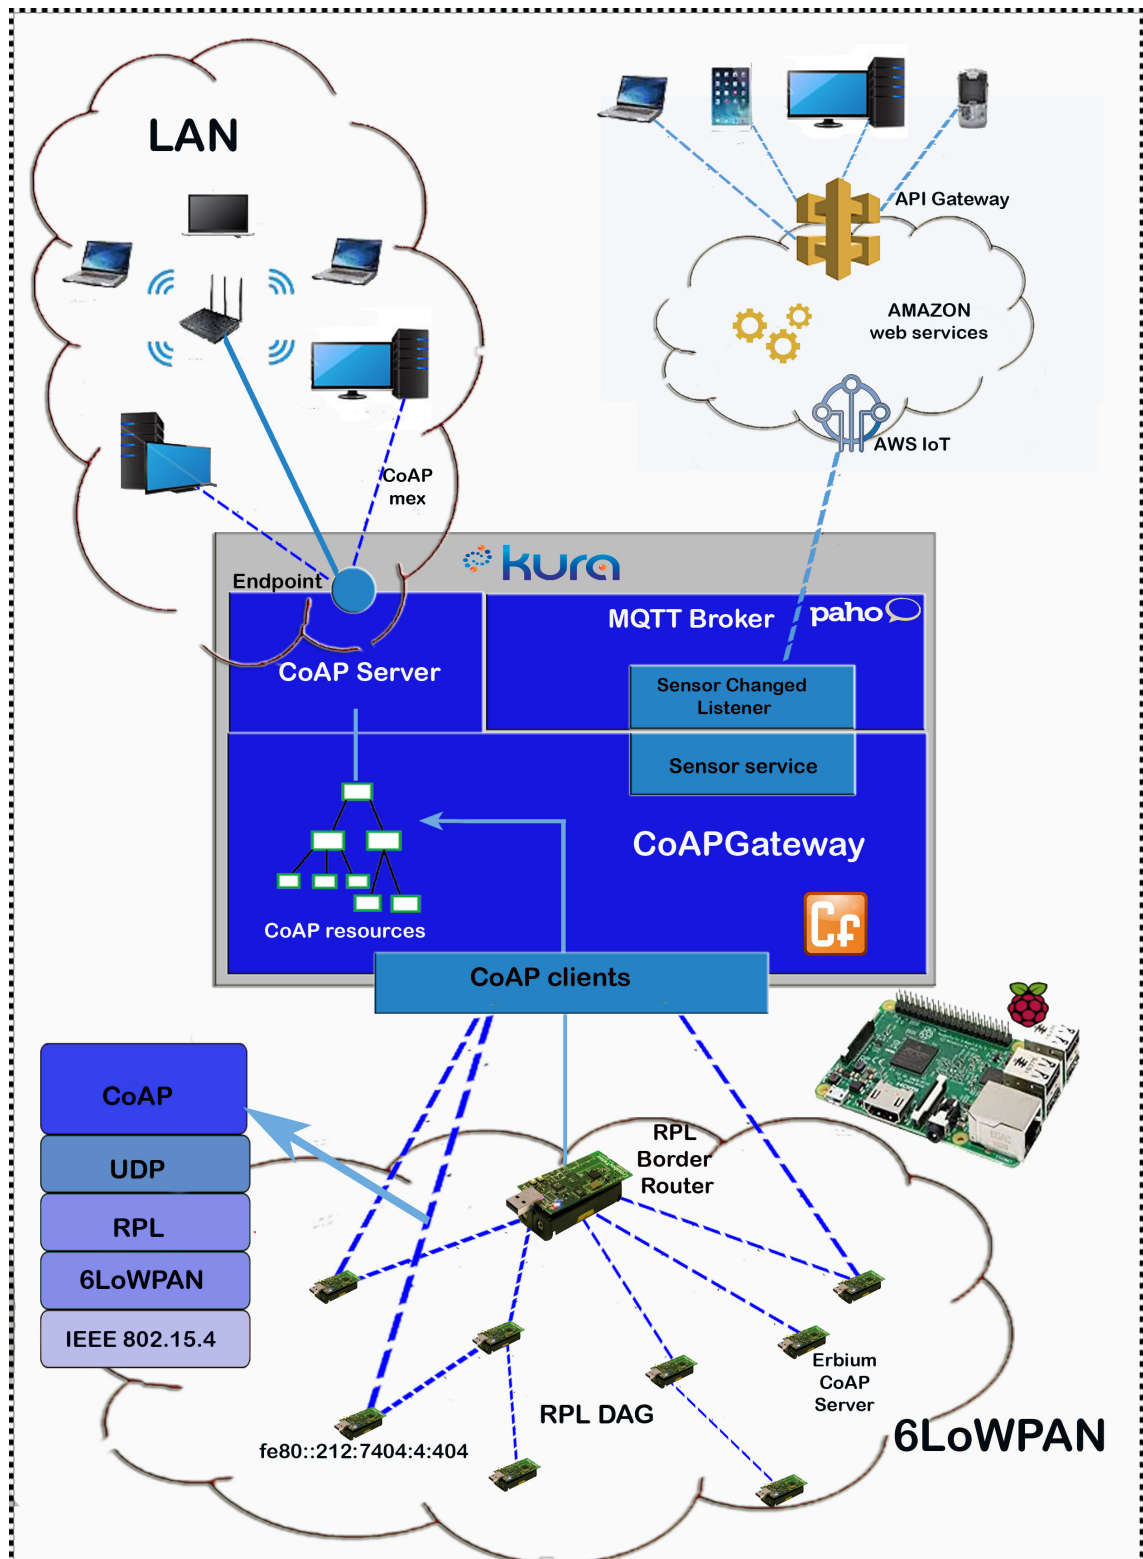 LAN
API Gateway
AMAZON
web services
AWS IoT
CoAP
mex
Endpoint
kura
MQTT Broker
paho
CoAP Server
Sensor Changed
Listener
Sensor service
CoAPGateway
CoAP resources
Cf
CoAP clients
CoAP
UDP
RPL
6LoWPAN
IEEE 802.15.4
RPL
Border
Router
Erbium
CoAP
Server
RPL DAG
fe80::212:7404:4:404
6LoWPAN